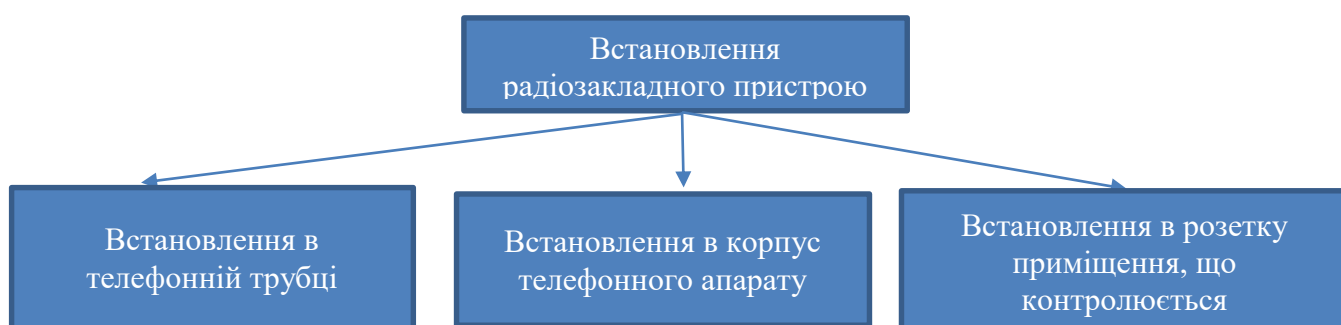 Встановлення
радіозакладного пристрою
Встановлення в
телефонній трубці
Встановлення в корпус
телефонного апарату
Встановлення в розетку
приміщення, що
контролюється